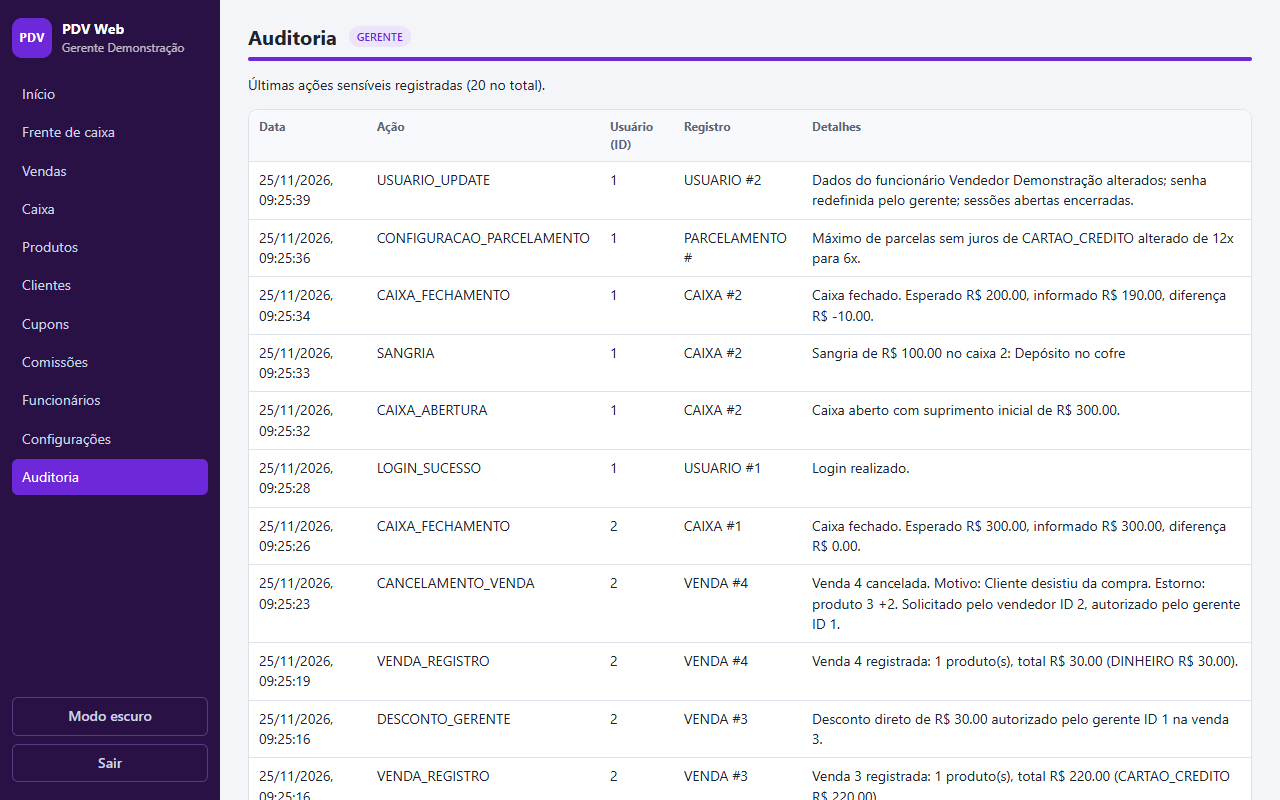 PDV
PDV Web
Gerente Demonstração
Início
Frente de caixa
Vendas
Caixa
Produtos
Clientes
Cupons
Comissões
Funcionários
Configurações
Auditoria
Modo escuro
Sair
Auditoria GERENTE
Últimas ações sensíveis registradas (20 no total).
Data Ação Usuário Registro Detalhes
(ID)
25/11/2026, USUARIO_UPDATE 1 USUARIO #2 Dados do funcionário Vendedor Demonstração alterados; senha
09:25:39 redefinida pelo gerente; sessões abertas encerradas.
25/11/2026, CONFIGURACAO_PARCELAMENTO 1 PARCELAMENTO Máximo de parcelas sem juros de CARTAO_CREDITO alterado de 12x
09:25:36 # para 6x.
25/11/2026, CAIXA_FECHAMENTO 1 CAIXA #2 Caixa fechado. Esperado R$ 200.00, informado R$ 190.00, diferença
09:25:34 R$ -10.00.
25/11/2026, SANGRIA 1 CAIXA #2 Sangria de R$ 100.00 no caixa 2: Depósito no cofre
09:25:33
25/11/2026, CAIXA_ABERTURA 1 CAIXA #2 Caixa aberto com suprimento inicial de R$ 300.00.
09:25:32
25/11/2026, LOGIN_SUCESSO 1 USUARIO #1 Login realizado.
09:25:28
25/11/2026, CAIXA_FECHAMENTO 2 CAIXA #1 Caixa fechado. Esperado R$ 300.00, informado R$ 300.00, diferença
09:25:26 R$ 0.00.
25/11/2026, CANCELAMENTO_VENDA 2 VENDA #4 Venda 4 cancelada. Motivo: Cliente desistiu da compra. Estorno:
09:25:23 produto 3 +2. Solicitado pelo vendedor ID 2, autorizado pelo gerente
ID 1.
25/11/2026, VENDA_REGISTRO 2 VENDA #4 Venda 4 registrada: 1 produto(s), total R$ 30.00 (DINHEIRO R$ 30.00).
09:25:19
25/11/2026, DESCONTO_GERENTE 2 VENDA #3 Desconto direto de R$ 30.00 autorizado pelo gerente ID 1 na venda
09:25:16 3.
25/11/2026, VENDA_REGISTRO 2 VENDA #3 Venda 3 registrada: 1 produto(s), total R$ 220.00 (CARTAO_CREDITO
09:25:16 R$ 220.00)